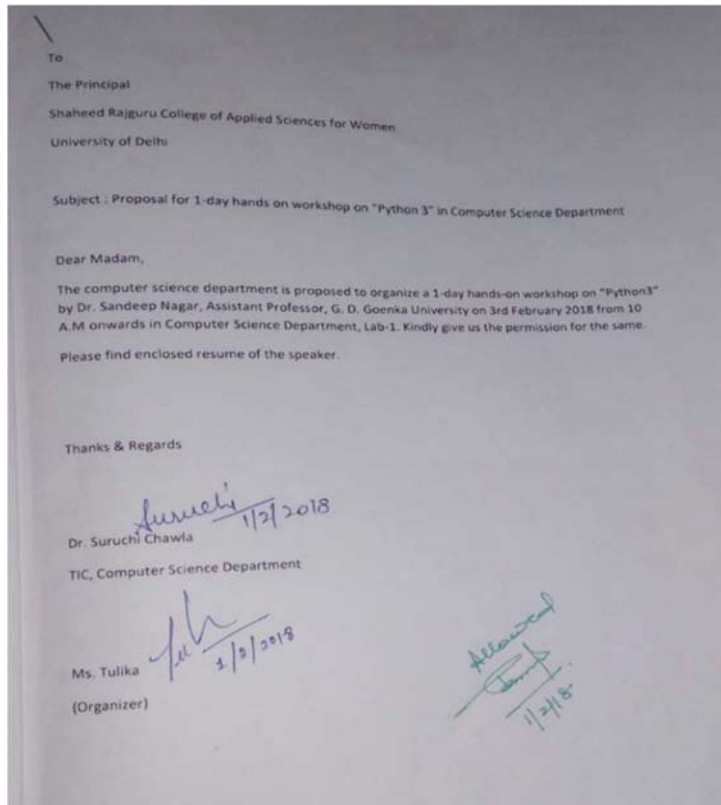 To
The Principal
Shaheed Rajguru College of Applied Sciences for Women
University of Delhi
Subject : Proposal for 1-day hands on workshop on "Python 3" in Computer Science Department
Dear Madam,
The computer science department is proposed to organize a 1-day hands-on workshop on "Python3"
by Dr. Sandeep Nagar, Assistant Professor, G. D. Goenka University on 3rd February 2018 from 10
A.M onwards in Computer Science Department, Lab-1. Kindly give us the permission for the same.
Please find enclosed resume of the speaker.
Thanks & Regards
Suruchi
1/2/2018
Dr. Suruchi Chawla
TIC, Computer Science Department
1/2/2018
Ms. Tulika
(Organizer)
Allowed
1/2/18